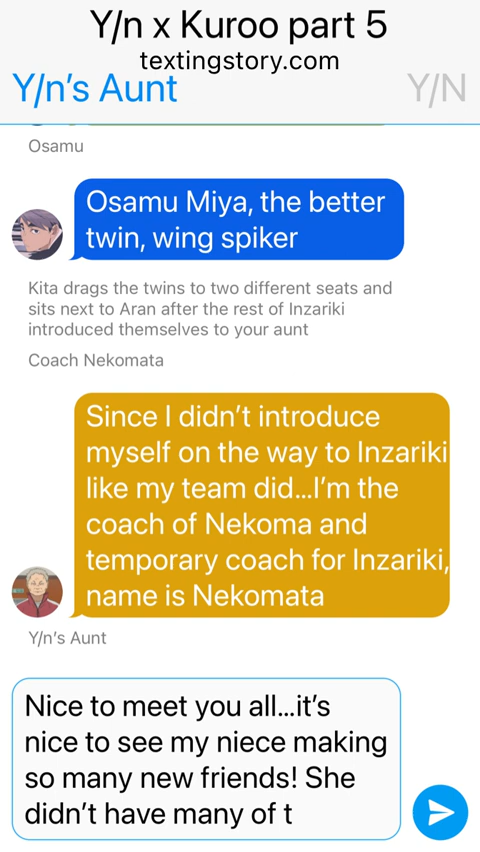 Y/n x Kuroo part 5
textingstory.com
Y/n's Aunt
Y/N
Osamu
Osamu Miya, the better
twin, wing spiker
Kita drags the twins to two different seats and
sits next to Aran after the rest of Inzariki
introduced themselves to your aunt
Coach Nekomata
Since I didn't introduce
myself on the way to Inzariki
like my team did...I'm the
coach of Nekoma and
temporary coach for Inzariki,
name is Nekomata
Y/n's Aunt
Nice to meet you all...it's
nice to see my niece making
so many new friends! She
didn't have many of t